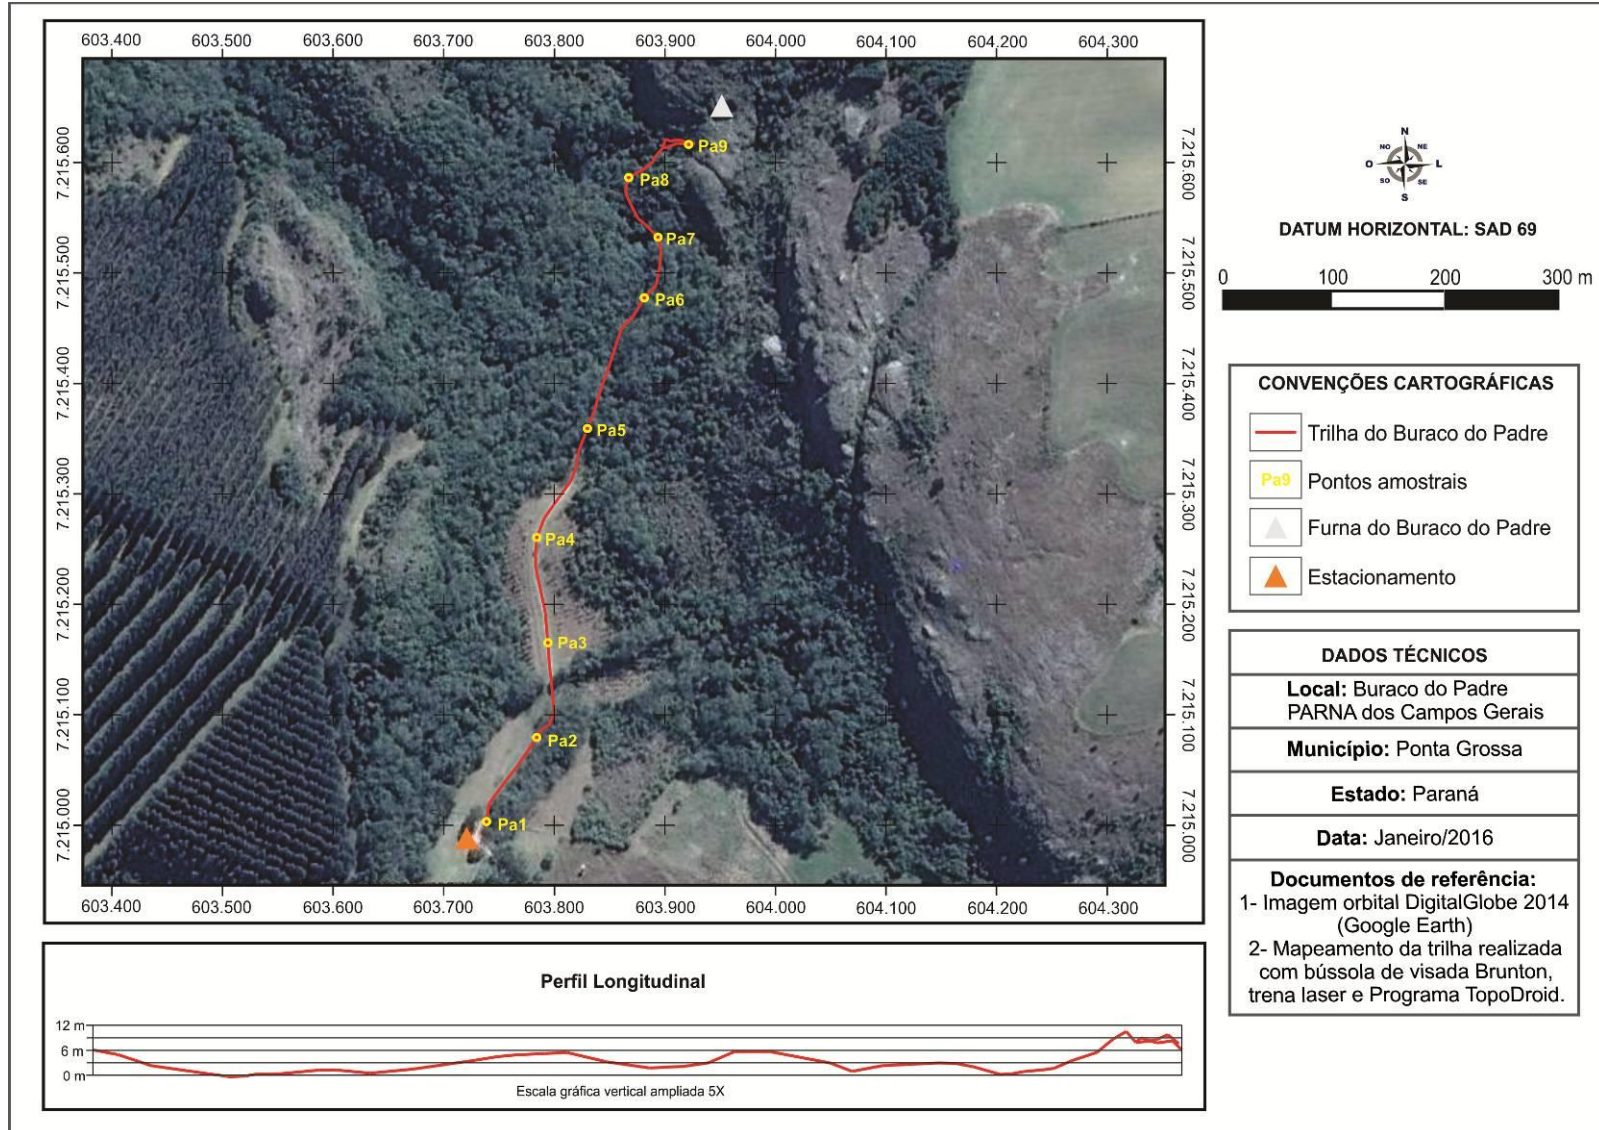 603.400 603.500 603.600 603.700 603.800 603.900 604.000 604.100 604.200 604.300
7.215.600
7.215.500
7.215.400
7.215.300
7.215.200
7.215.100
7.215.000
Pa9
Pa8
Pa7
Pa6
Pa5
Pa4
Pa3
Pa2
Pa1
7.215.600
7.215.500
7.215.400
7.215.300
7.215.200
7.215.100
7.215.000
603.400 603.500 603.600 603.700 603.800 603.900 604.000 604.100 604.200 604.300
N
NO NE
O L
SO SE
S
DATUM HORIZONTAL: SAD 69
0 100 200 300 m
CONVENÇÕES CARTOGRÁFICAS
Trilha do Buraco do Padre
Pa9 Pontos amostrais
Furna do Buraco do Padre
Estacionamento
DADOS TÉCNICOS
Local: Buraco do Padre
PARNA dos Campos Gerais
Município: Ponta Grossa
Estado: Paraná
Data: Janeiro/2016
Documentos de referência:
1- Imagem orbital DigitalGlobe 2014
(Google Earth)
2- Mapeamento da trilha realizada
com bússola de visada Brunton,
trena laser e Programa TopoDroid.
Perfil Longitudinal
12 m
6 m
0 m
Escala gráfica vertical ampliada 5X